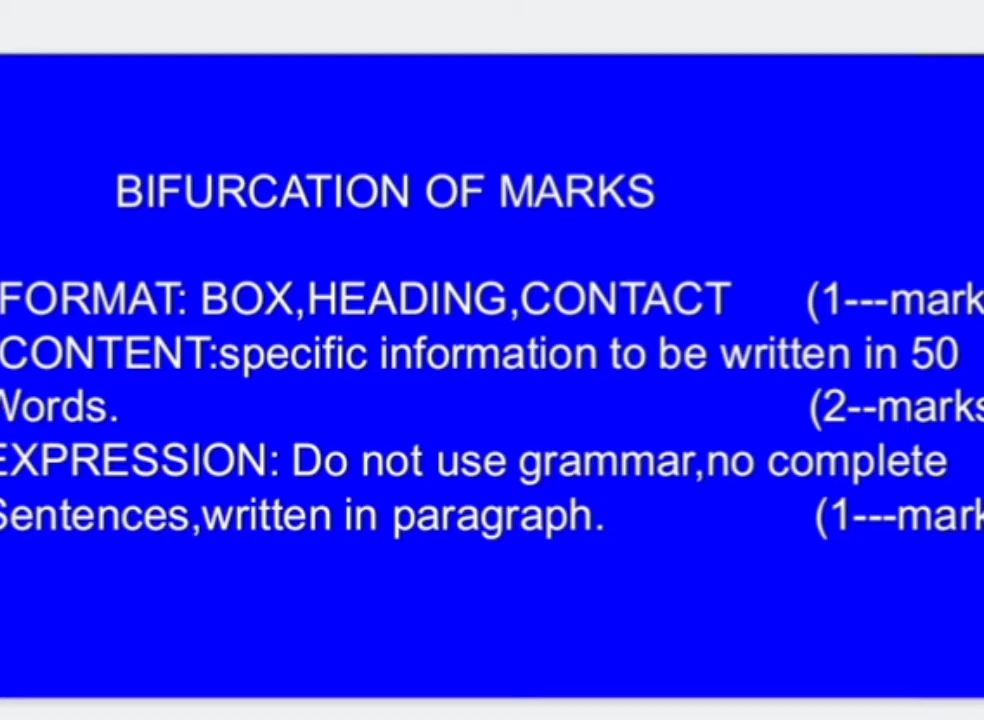 BIFURCATION OF MARKS
FORMAT: BOX,HEADING,CONTACT (1---mark
CONTENT:specific information to be written in 50
Words. (2--marks
EXPRESSION: Do not use grammar,no complete
Sentences,written in paragraph. (1---mark